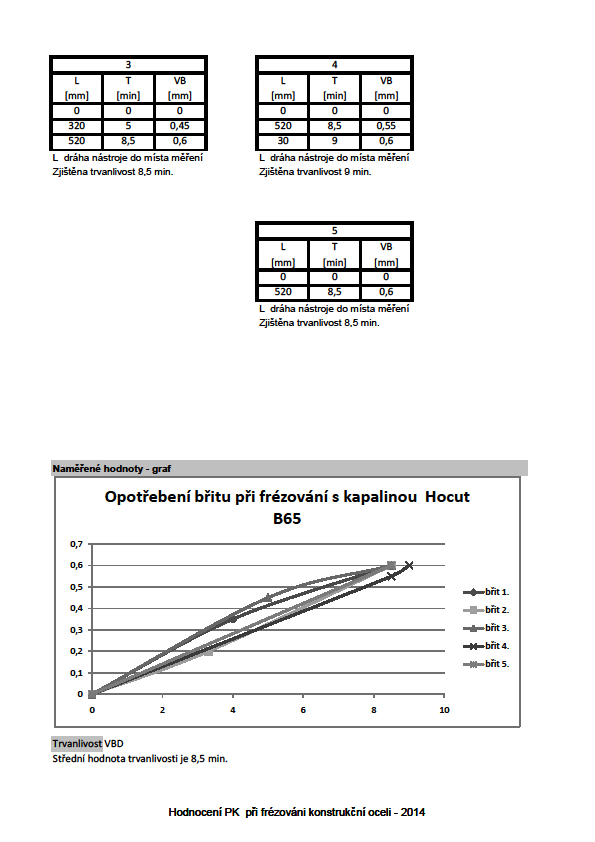 3
L T VB
[mm] [min] [mm]
0 0 0
320 5 0,45
520 8,5 0,6
L dráha nástroje do místa měření
Zjištěna trvanlivost 8,5 min.
4
L T VB
[mm] [min] [mm]
0 0 0
520 8,5 0,55
30 9 0,6
L dráha nástroje do místa měření
Zjištěna trvanlivost 9 min.
5
L T VB
[mm] [min] [mm]
0 0 0
520 8,5 0,6
L dráha nástroje do místa měření
Zjištěna trvanlivost 8,5 min.
Naměřené hodnoty - graf
Opotřebení břitu při frézování s kapalinou Hocut
B65
0,7
0,6
0,5
0,4
0,3
0,2
0,1
0
0 2 4 6 8 10
břit 1.
břit 2.
břit 3.
břit 4.
břit 5.
Trvanlivost VBD
Střední hodnota trvanlivosti je 8,5 min.
Hodnocení PK při frézováni konstrukční oceli - 2014